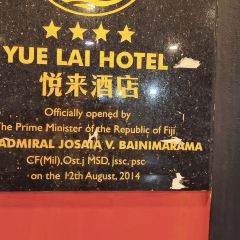 YUE LAI HOTEL
悦来酒店
Officially opened by
The Prime Minister of the Republic of Fiji
ADMIRAL JOSAIA V. BAINIMARAMA
CF(Mil),Ost.j MSD, jssc, psc
on the 12th August, 2014